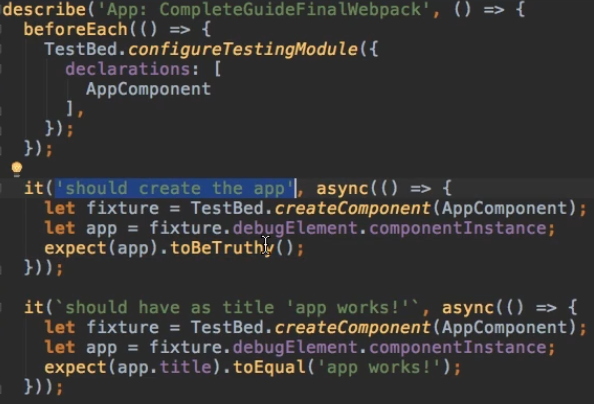 describe('App: CompleteGuideFinalWebpack', () => {
  beforeEach(() => {
    TestBed.configureTestingModule({
      declarations: [
        AppComponent
      ],
    });
  });

  it('should create the app', async(() => {
    let fixture = TestBed.createComponent(AppComponent);
    let app = fixture.debugElement.componentInstance;
    expect(app).toBeTruthy();
  }));

  it(`should have as title 'app works!'`, async(() => {
    let fixture = TestBed.createComponent(AppComponent);
    let app = fixture.debugElement.componentInstance;
    expect(app.title).toEqual('app works!');
  }));